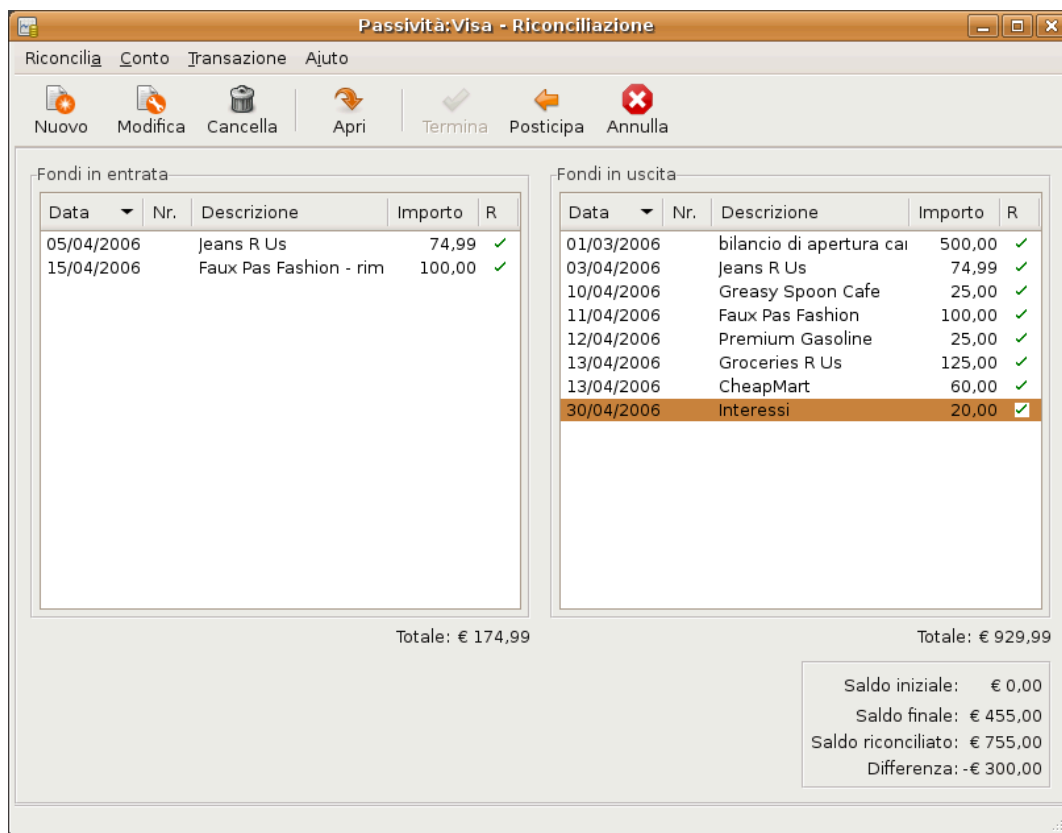 Passività:Visa - Riconciliazione
Riconcilia Conto Transazione Aiuto
Nuovo Modifica Cancella Apri Termina Posticipa Annulla
Fondi in entrata
Data Nr. Descrizione Importo R
05/04/2006 Jeans R Us 74,99
15/04/2006 Faux Pas Fashion - rim 100,00
Totale: € 174,99
Fondi in uscita
Data Nr. Descrizione Importo R
01/03/2006 bilancio di apertura car 500,00
03/04/2006 Jeans R Us 74,99
10/04/2006 Greasy Spoon Cafe 25,00
11/04/2006 Faux Pas Fashion 100,00
12/04/2006 Premium Gasoline 25,00
13/04/2006 Groceries R Us 125,00
13/04/2006 CheapMart 60,00
30/04/2006 Interessi 20,00
Totale: € 929,99
Saldo iniziale: € 0,00
Saldo finale: € 455,00
Saldo riconciliato: € 755,00
Differenza: -€ 300,00